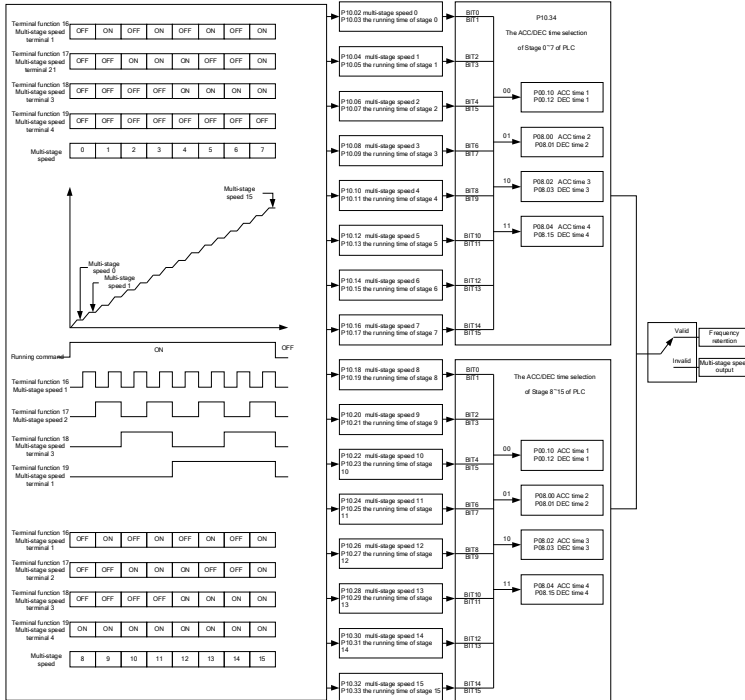 Terminal function 16
Multi-stage speed
terminal 1
OFF ON OFF ON OFF ON OFF ON
Terminal function 17
Multi-stage speed
terminal 21
OFF OFF ON ON OFF OFF ON ON
Terminal function 18
Multi-stage speed
terminal 3
OFF OFF OFF OFF ON ON ON ON
Terminal function 19
Multi-stage speed
terminal 4
OFF OFF OFF OFF OFF OFF OFF OFF
Multi-stage
speed
0 1 2 3 4 5 6 7
Multi-stage
speed 15
Multi-stage
speed 0
Multi-stage
speed 1
Running command
ON
OFF
Terminal function 16
Multi-stage speed 1
Terminal function 17
Multi-stage speed 2
Terminal function 18
Multi-stage speed
terminal 3
Terminal function 19
Multi-stage speed
terminal 1
Terminal function 16
Multi-stage speed
terminal 1
OFF ON OFF ON OFF ON OFF ON
Terminal function 17
Multi-stage speed
terminal 2
OFF OFF ON ON OFF OFF ON ON
Terminal function 18
Multi-stage speed
terminal 3
OFF OFF OFF OFF ON ON ON ON
Terminal function 19
Multi-stage speed
terminal 4
ON ON ON ON ON ON ON ON
Multi-stage
speed
8 9 10 11 12 13 14 15
P10.02 multi-stage speed 0
P10.03 the running time of stage 0
P10.04 multi-stage speed 1
P10.05 the running time of stage 1
P10.06 multi-stage speed 2
P10.07 the running time of stage 2
P10.08 multi-stage speed 3
P10.09 the running time of stage 3
P10.10 multi-stage speed 4
P10.11 the running time of stage 4
P10.12 multi-stage speed 5
P10.13 the running time of stage 5
P10.14 multi-stage speed 6
P10.15 the running time of stage 6
P10.16 multi-stage speed 7
P10.17 the running time of stage 7
P10.18 multi-stage speed 8
P10.19 the running time of stage 8
P10.20 multi-stage speed 9
P10.21 the running time of stage 9
P10.22 multi-stage speed 10
P10.23 the running time of stage
10
P10.24 multi-stage speed 11
P10.25 the running time of stage
11
P10.26 multi-stage speed 12
P10.27 the running time of stage
12
P10.28 multi-stage speed 13
P10.29 the running time of stage
13
P10.30 multi-stage speed 14
P10.31 the running time of stage
14
P10.32 multi-stage speed 15
P10.33 the running time of stage 15
BIT0
BIT1
BIT2
BIT3
BIT4
BIT5
BIT6
BIT7
BIT8
BIT9
BIT10
BIT11
BIT12
BIT13
BIT14
BIT15
P10.34
The ACC/DEC time selection
of Stage 0~7 of PLC
00
P00.10 ACC time 1
P00.12 DEC time 1
01
P08.00 ACC time 2
P08.01 DEC time 2
10
P08.02 ACC time 3
P08.03 DEC time 3
11
P08.04 ACC time 4
P08.15 DEC time 4
BIT0
BIT1
BIT2
BIT3
BIT4
BIT5
BIT6
BIT7
BIT8
BIT9
BIT10
BIT11
BIT12
BIT13
BIT14
BIT15
The ACC/DEC time selection
of Stage 8~15 of PLC
00
P00.10 ACC time 1
P00.12 DEC time 1
01
P08.00 ACC time 2
P08.01 DEC time 2
10
P08.02 ACC time 3
P08.03 DEC time 3
11
P08.04 ACC time 4
P08.15 DEC time 4
Valid
Invalid
Frequency
retention
Multi-stage speed
output